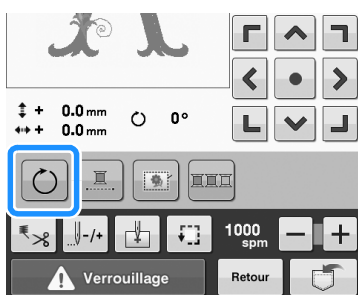 + 0.0 mm
+ 0.0 mm 0°
-/+
1000
spm
Verrouillage
Retour